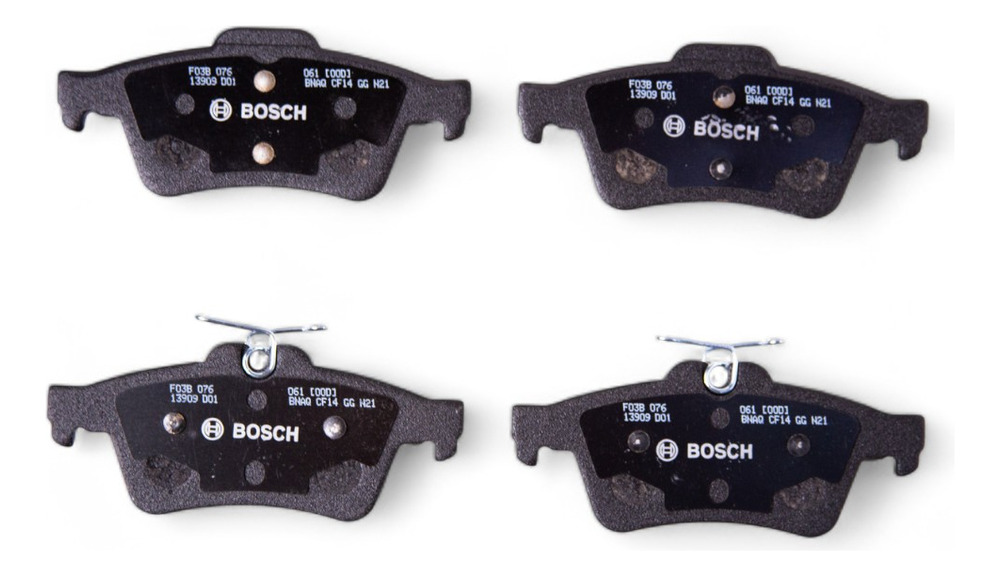 F03B 076
13909 D01
061 [00D]
BNAQ CF14 GG N21
BOSCH
F03B 076
13909 D01
061 [00D]
BNAQ CF14 GG N21
BOSCH
F03B 076
13909 D01
061 [00D]
BNAQ CF14 GG N21
BOSCH
F03B 076
13909 D01
061 [00D]
BNAQ CF14 GG N21
BOSCH